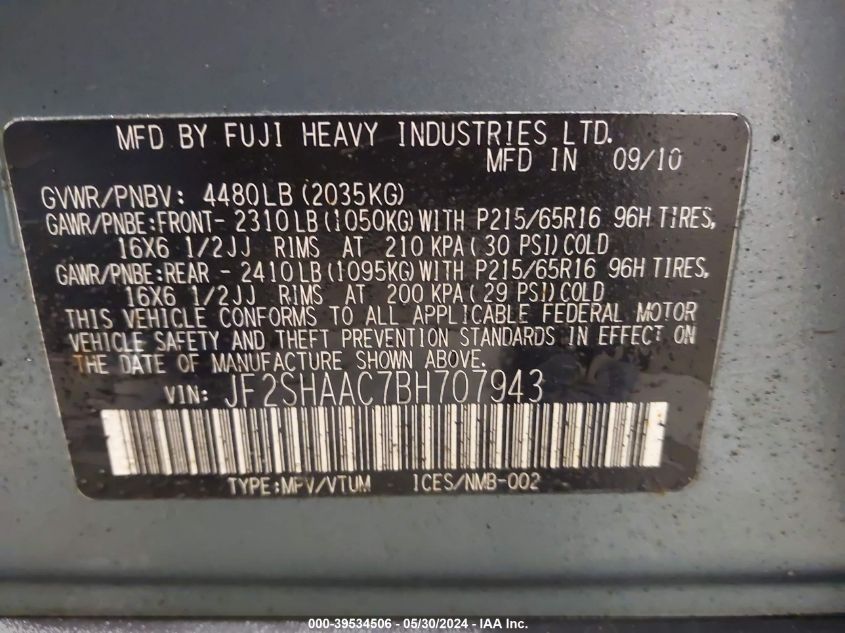 MFD BY FUJI HEAVY INDUSTRIES LTD.
MFD IN 09/10
GVWR/PNBV: 4480LB(2035KG)
GAWR/PNBE:FRONT- 2310LB(1050KG)WITH P215/65R16 96H TIRES,
16X6 1/2JJ RIMS AT 210 KPA(30 PSI)COLD
GAWR/PNBE:REAR - 2410LB(1095KG)WITH P215/65R16 96H TIRES,
16X6 1/2JJ RIMS AT 200 KPA(29 PSI)COLD
THIS VEHICLE CONFORMS TO ALL APPLICABLE FEDERAL MOTOR
VEHICLE SAFETY AND THEFT PREVENTION STANDARDS IN EFFECT ON
THE DATE OF MANUFACTURE SHOWN ABOVE.
VIN: JF2SHAAC7BH707943
TYPE:MPV/VTUM ICES/NMB-002
000-39534506 - 05/30/2024 - IAA Inc.